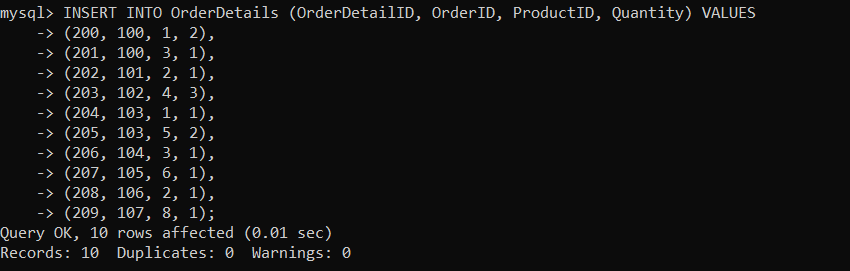 mysql> INSERT INTO OrderDetails (OrderDetailID, OrderID, ProductID, Quantity) VALUES
    -> (200, 100, 1, 2),
    -> (201, 100, 3, 1),
    -> (202, 101, 2, 1),
    -> (203, 102, 4, 3),
    -> (204, 103, 1, 1),
    -> (205, 103, 5, 2),
    -> (206, 104, 3, 1),
    -> (207, 105, 6, 1),
    -> (208, 106, 2, 1),
    -> (209, 107, 8, 1);
Query OK, 10 rows affected (0.01 sec)
Records: 10  Duplicates: 0  Warnings: 0